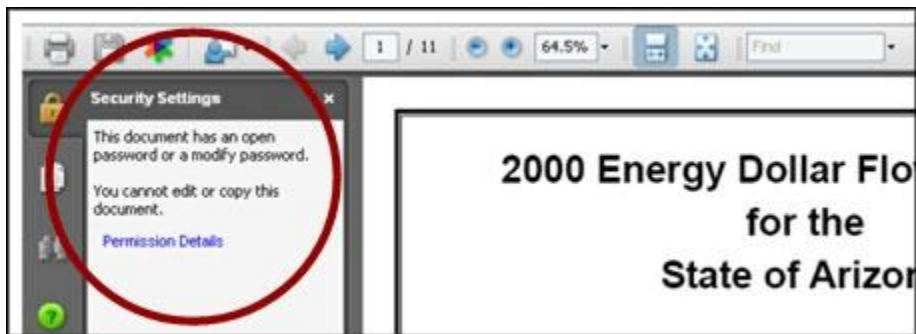 1 / 11 64.5% Find
Security Settings
This document has an open
password or a modify password.
You cannot edit or copy this
document.
Permission Details
2000 Energy Dollar Flo
for the
State of Arizo